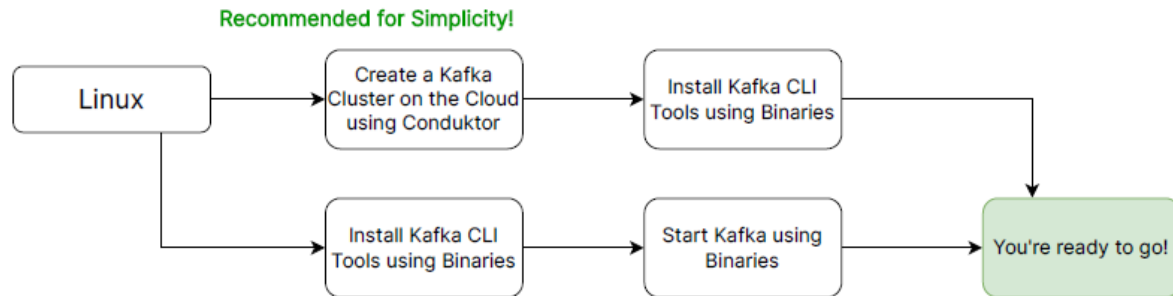 Recommended for Simplicity!
Linux
Create a Kafka
Cluster on the Cloud
using Conduktor
Install Kafka CLI
Tools using Binaries
Install Kafka CLI
Tools using Binaries
Start Kafka using
Binaries
You're ready to go!